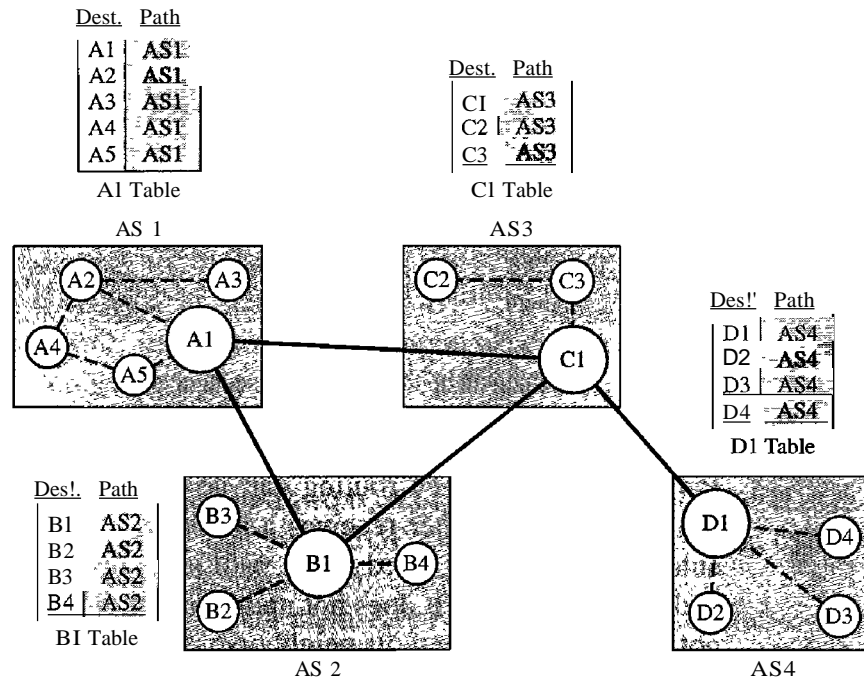 Dest. Path
A1 AS1
A2 AS1
A3 AS1
A4 AS1
A5 AS1
A1 Table
Dest. Path
CI AS3
C2 AS3
C3 AS3
C1 Table
AS 1
A2
A3
A1
A4
A5
AS3
C2
C3
C1
Des!' Path
D1 AS4
D2 AS4
D3 AS4
D4 AS4
D1 Table
Des!. Path
B1 AS2
B2 AS2
B3 AS2
B4 AS2
BI Table
B3
B1
B4
B2
AS 2
D1
D4
D2
D3
AS4